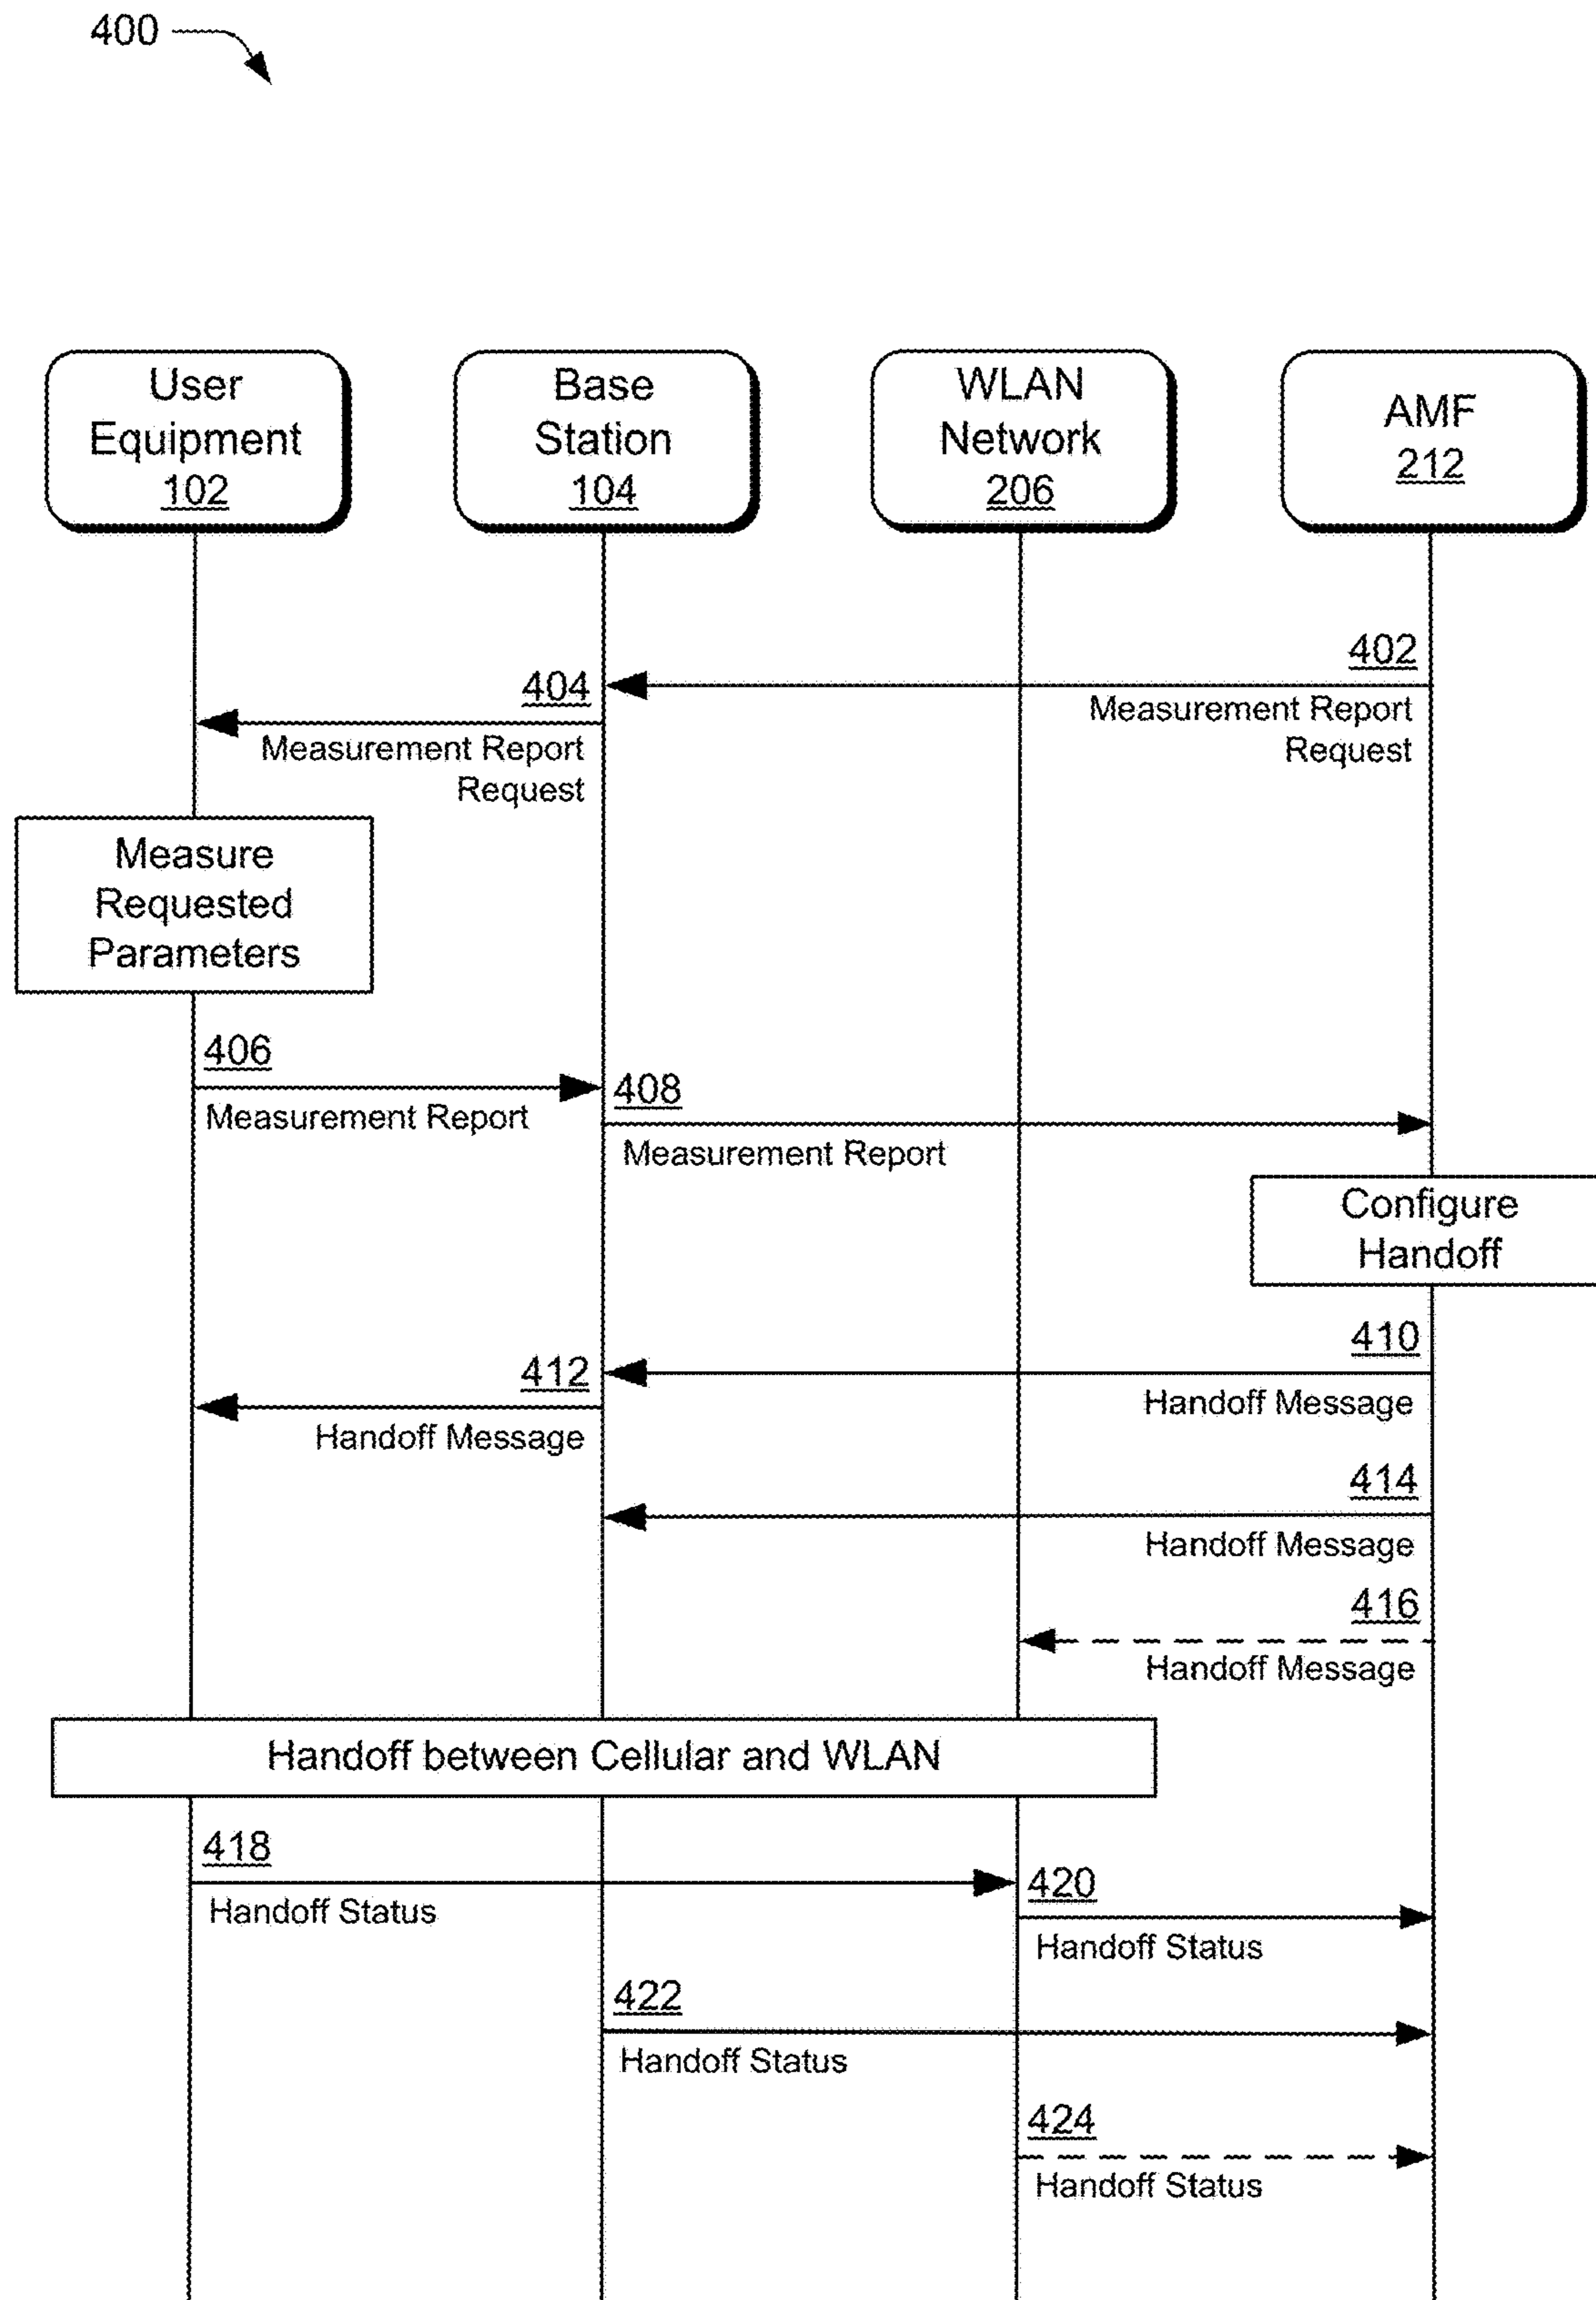 400
User
Equipment
102
Base
Station
104
WLAN
Network
206
AMF
212
402
Measurement Report
Request
404
Measurement Report
Request
Measure
Requested
Parameters
406
Measurement Report
408
Measurement Report
Configure
Handoff
410
Handoff Message
412
Handoff Message
414
Handoff Message
416
Handoff Message
Handoff between Cellular and WLAN
418
Handoff Status
420
Handoff Status
422
Handoff Status
424
Handoff Status